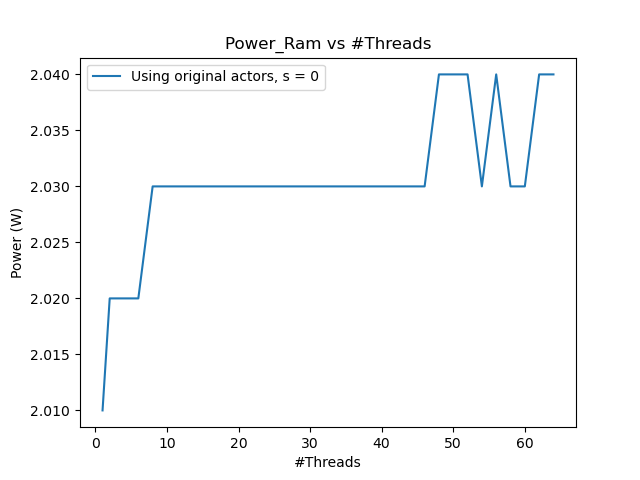 Power_Ram vs #Threads
Using original actors, s = 0
2.040
2.035
2.030
2.025
2.020
2.015
2.010
Power (W)
0 10 20 30 40 50 60
#Threads